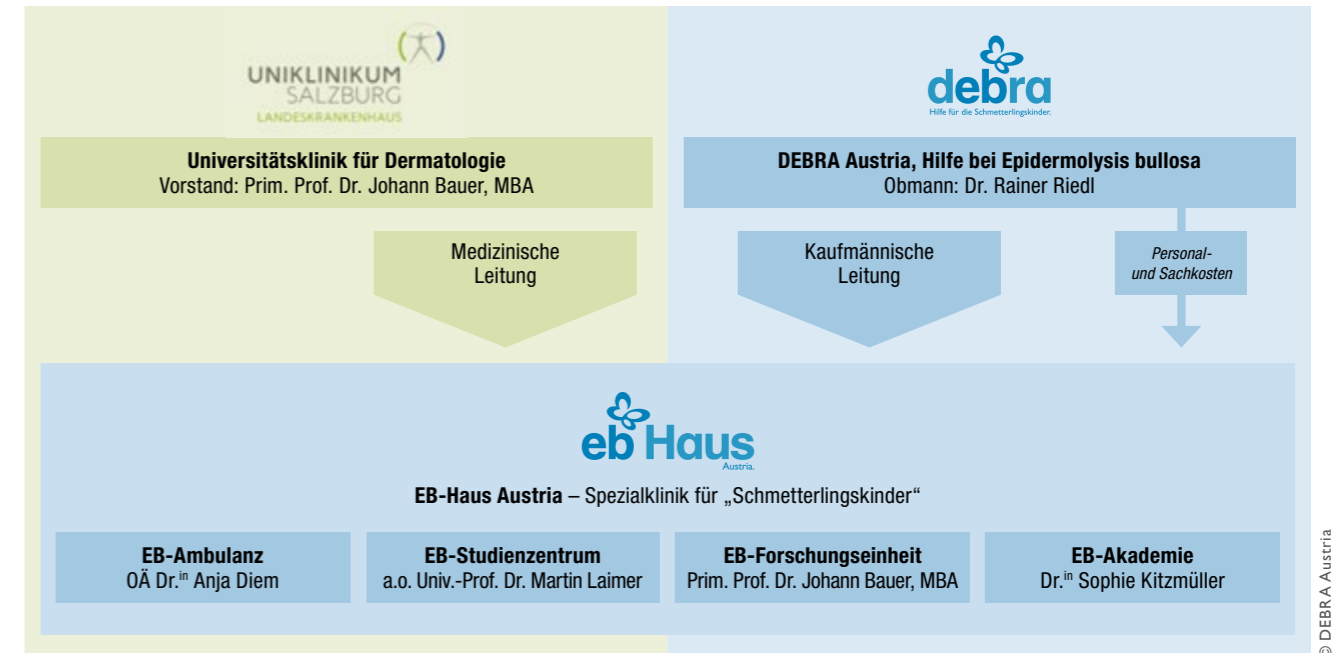 UNIKLINIKUM
SALZBURG
LANDESKRANKENHAUS
debra
Hilfe für die Schmetterlingskinder.
Universitätsklinik für Dermatologie
Vorstand: Prim. Prof. Dr. Johann Bauer, MBA
DEBRA Austria, Hilfe bei Epidermolysis bullosa
Obmann: Dr. Rainer Riedl
Medizinische
Leitung
Kaufmännische
Leitung
Personal-
und Sachkosten
eb Haus
Austria.
EB-Haus Austria – Spezialklinik für „Schmetterlingskinder“
EB-Ambulanz
OÄ Dr.in Anja Diem
EB-Studienzentrum
a.o. Univ.-Prof. Dr. Martin Laimer
EB-Forschungseinheit
Prim. Prof. Dr. Johann Bauer, MBA
EB-Akademie
Dr.in Sophie Kitzmüller
© DEBRA Austria